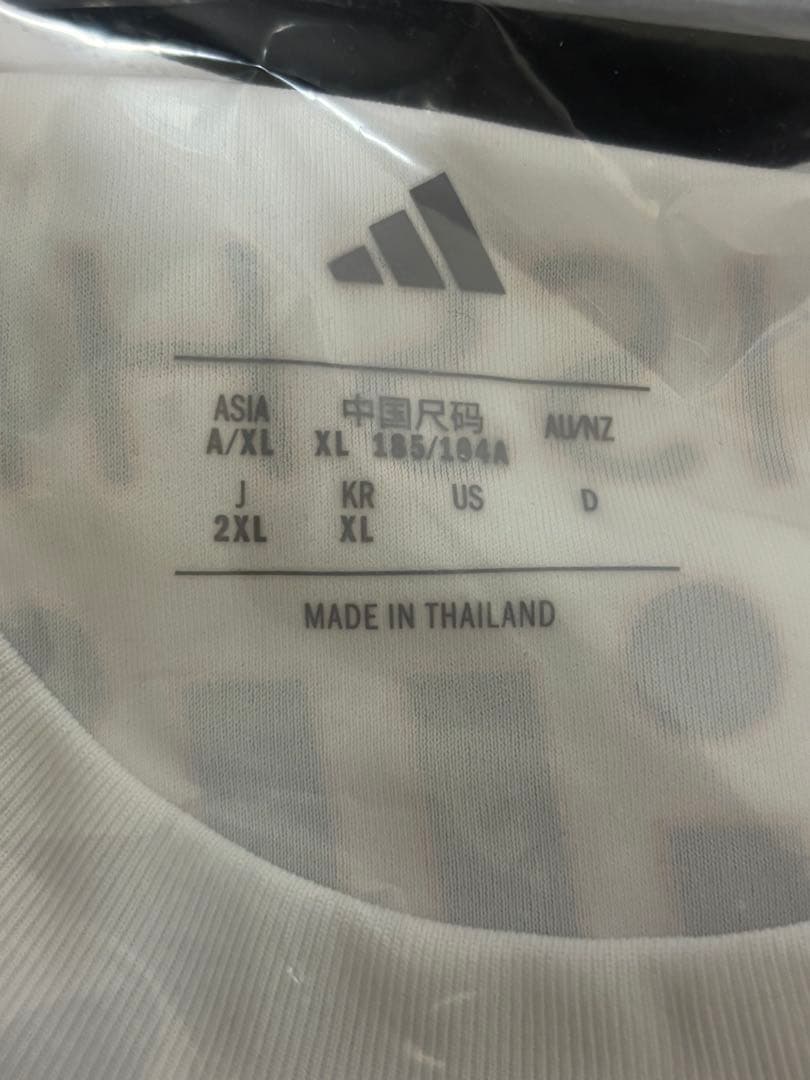 ASIA 中国尺码 AU/NZ
A/XL XL 185/104A
J KR US D
2XL XL
MADE IN THAILAND